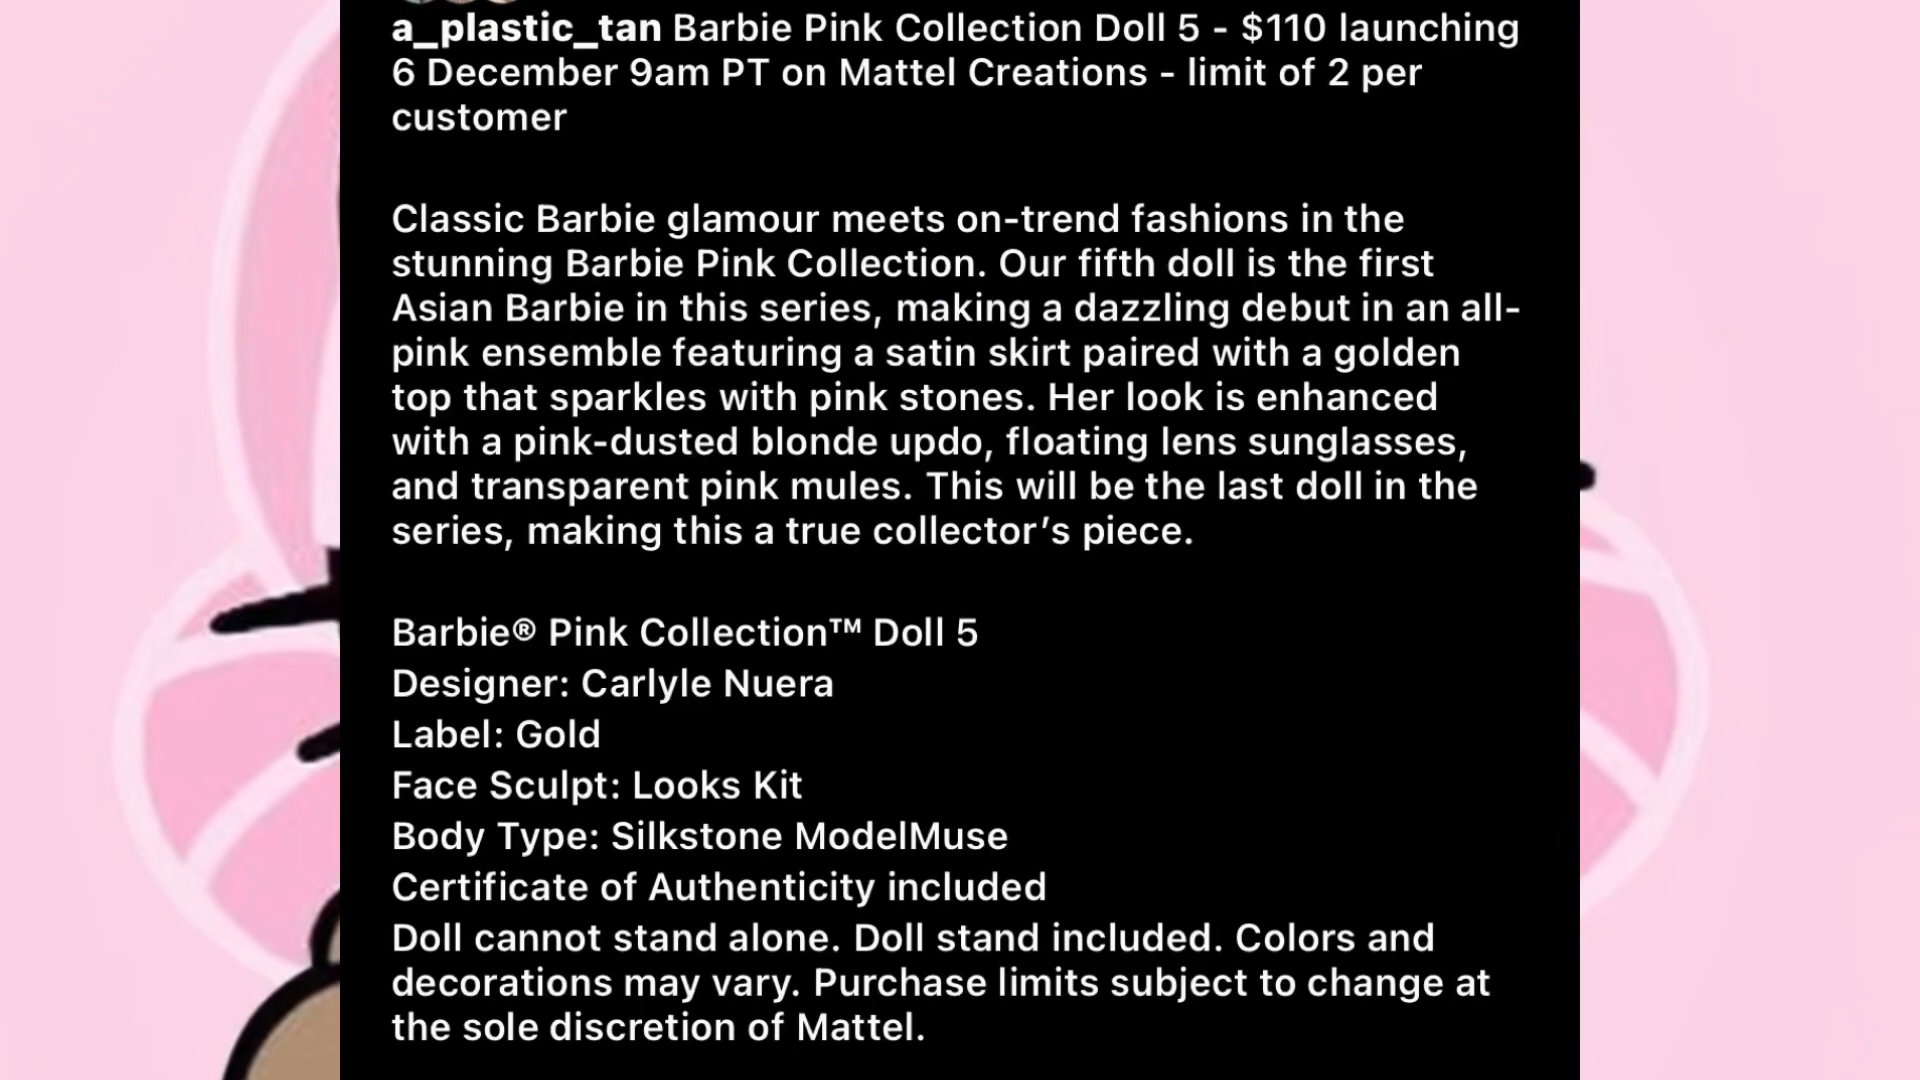 a_plastic_tan Barbie Pink Collection Doll 5 - $110 launching
6 December 9am PT on Mattel Creations - limit of 2 per
customer
Classic Barbie glamour meets on-trend fashions in the
stunning Barbie Pink Collection. Our fifth doll is the first
Asian Barbie in this series, making a dazzling debut in an all-
pink ensemble featuring a satin skirt paired with a golden
top that sparkles with pink stones. Her look is enhanced
with a pink-dusted blonde updo, floating lens sunglasses,
and transparent pink mules. This will be the last doll in the
series, making this a true collector’s piece.
Barbie® Pink Collection™ Doll 5
Designer: Carlyle Nuera
Label: Gold
Face Sculpt: Looks Kit
Body Type: Silkstone ModelMuse
Certificate of Authenticity included
Doll cannot stand alone. Doll stand included. Colors and
decorations may vary. Purchase limits subject to change at
the sole discretion of Mattel.